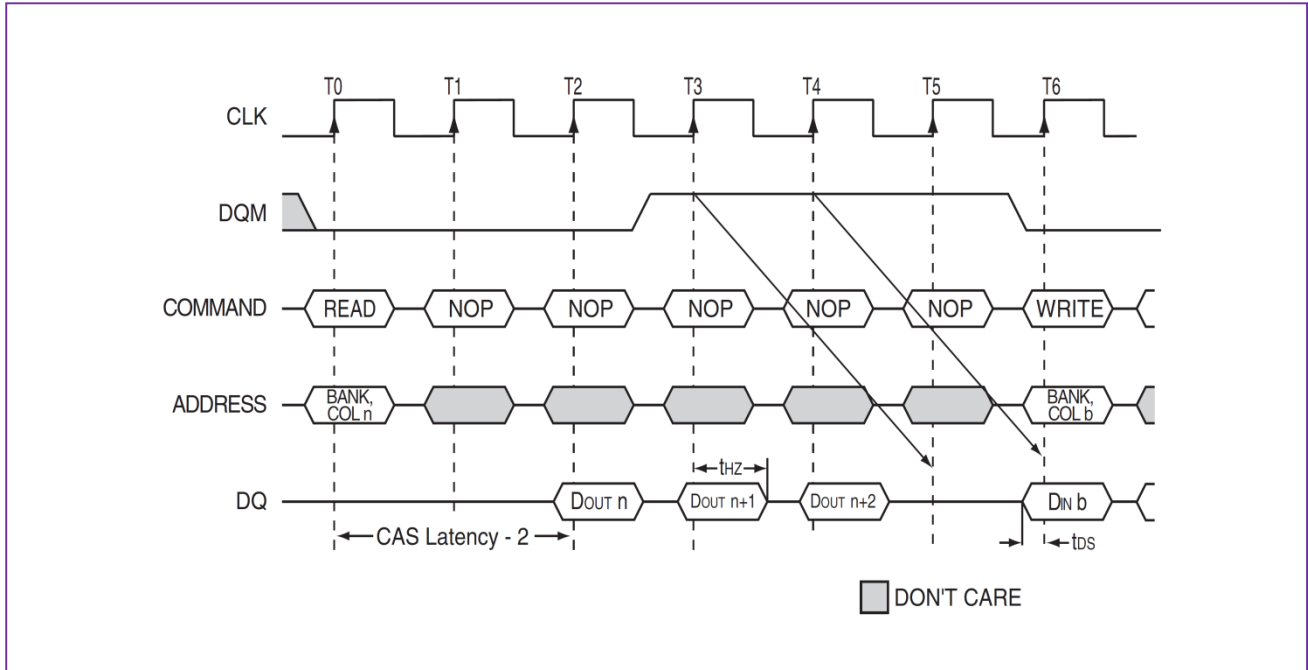 T0 T1 T2 T3 T4 T5 T6
CLK
DQM
COMMAND READ NOP NOP NOP NOP NOP WRITE
ADDRESS BANK, COL n BANK, COL b
tHZ
DQ DOUT n DOUT n+1 DOUT n+2 DIN b
CAS Latency - 2 tDS
DON'T CARE